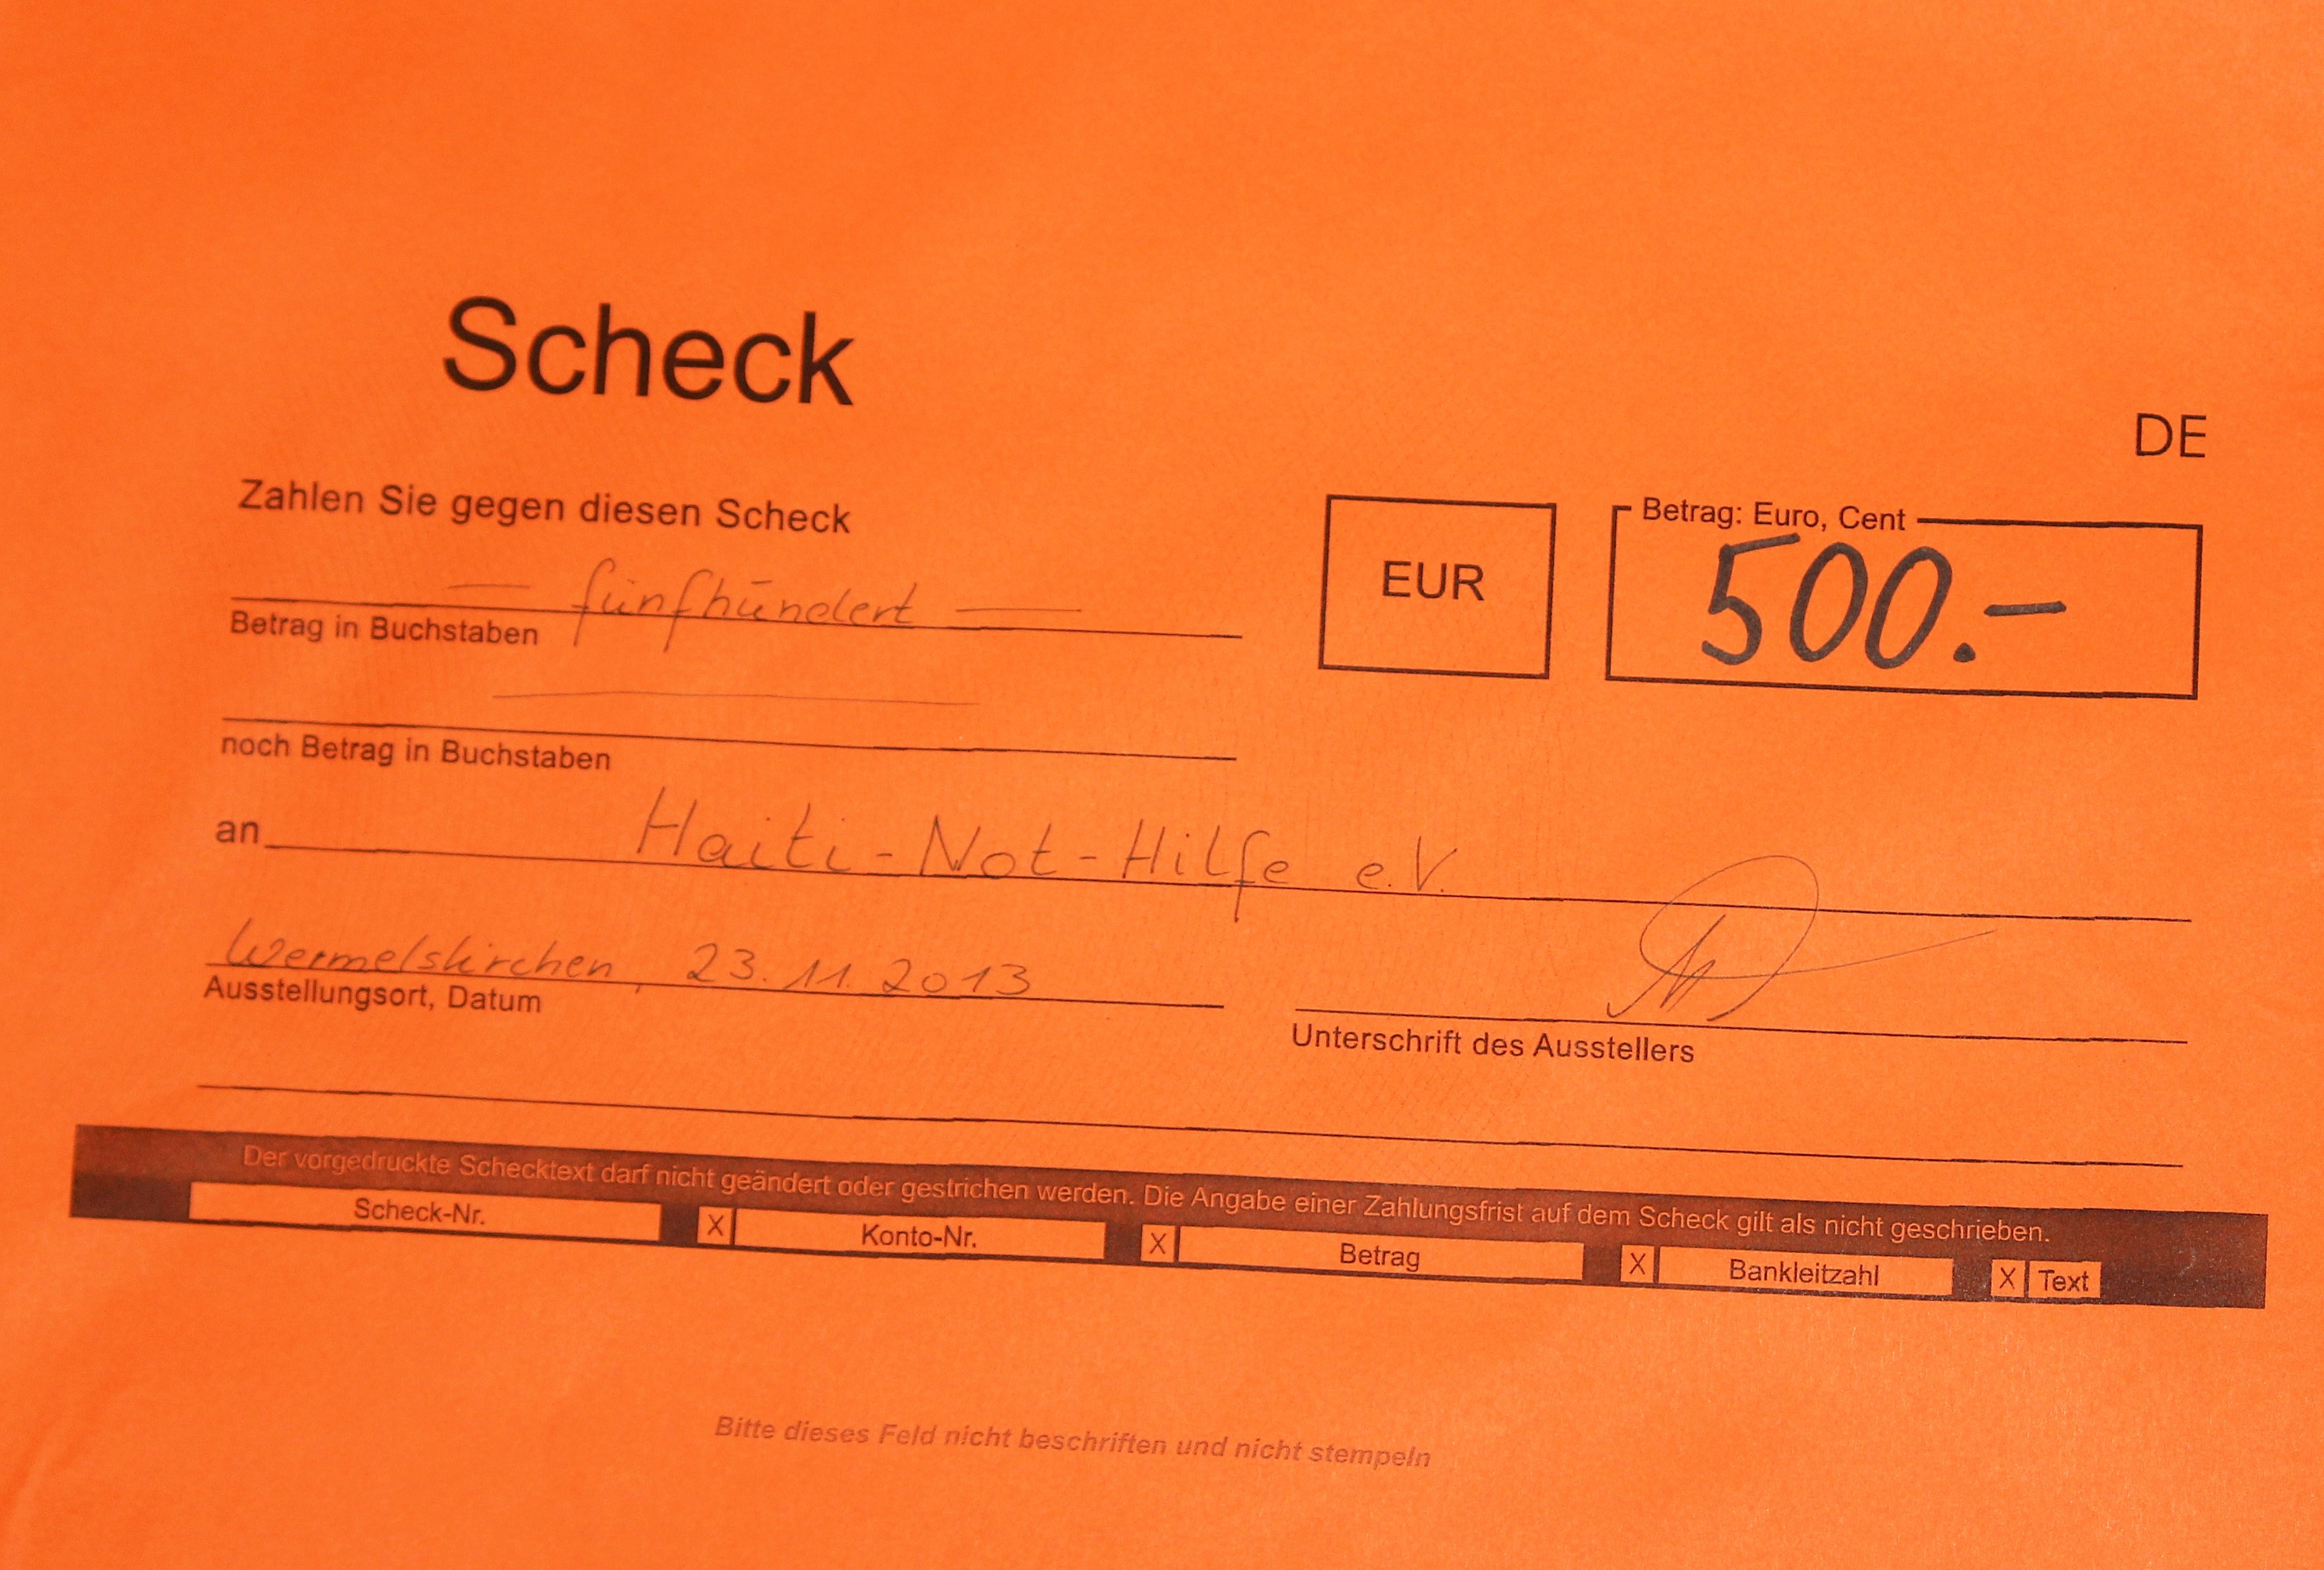 Scheck
DE
Zahlen Sie gegen diesen Scheck
Betrag: Euro, Cent
EUR
500.-
— fünfhundert —
Betrag in Buchstaben
noch Betrag in Buchstaben
an Haiti-Not-Hilfe e.V.
Wermelskirchen, 23.11.2013
Ausstellungsort, Datum
Unterschrift des Ausstellers
Der vorgedruckte Schecktext darf nicht geändert oder gestrichen werden. Die Angabe einer Zahlungsfrist auf dem Scheck gilt als nicht geschrieben.
Scheck-Nr. X Konto-Nr. X Betrag X Bankleitzahl X Text
Bitte dieses Feld nicht beschriften und nicht stempeln